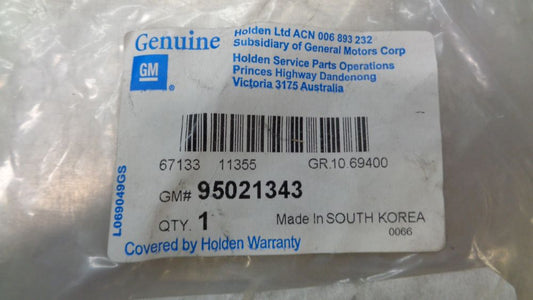 Genuine
GM
Holden Ltd ACN 006 893 232
Subsidiary of General Motors Corp
Holden Service Parts Operations
Princes Highway Dandenong
Victoria 3175 Australia
67133 11355 GR.10.69400
GM# 95021343
QTY. 1 Made In SOUTH KOREA
0066
Covered by Holden Warranty
L069049GS